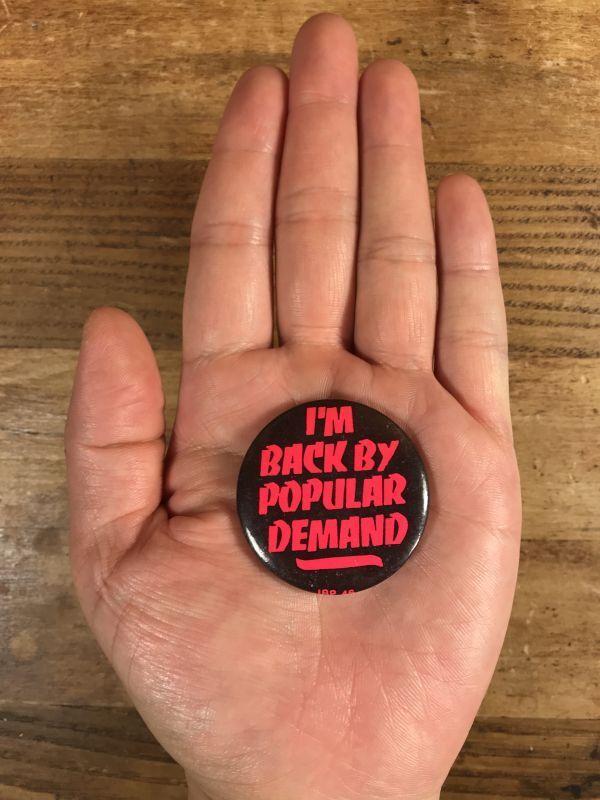 I'M
BACK BY
POPULAR
DEMAND